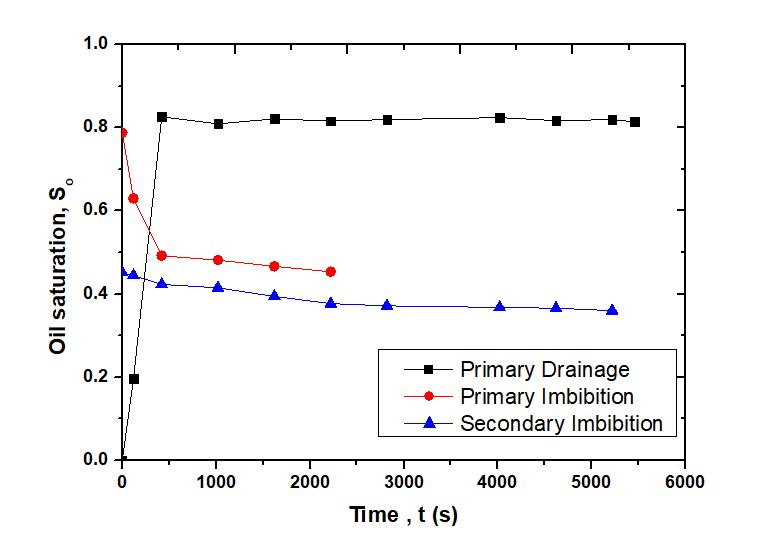 1.0
0.8
0.6
0.4
0.2
0.0
Oil saturation, So
0 1000 2000 3000 4000 5000 6000
Time , t (s)
Primary Drainage
Primary Imbibition
Secondary Imbibition